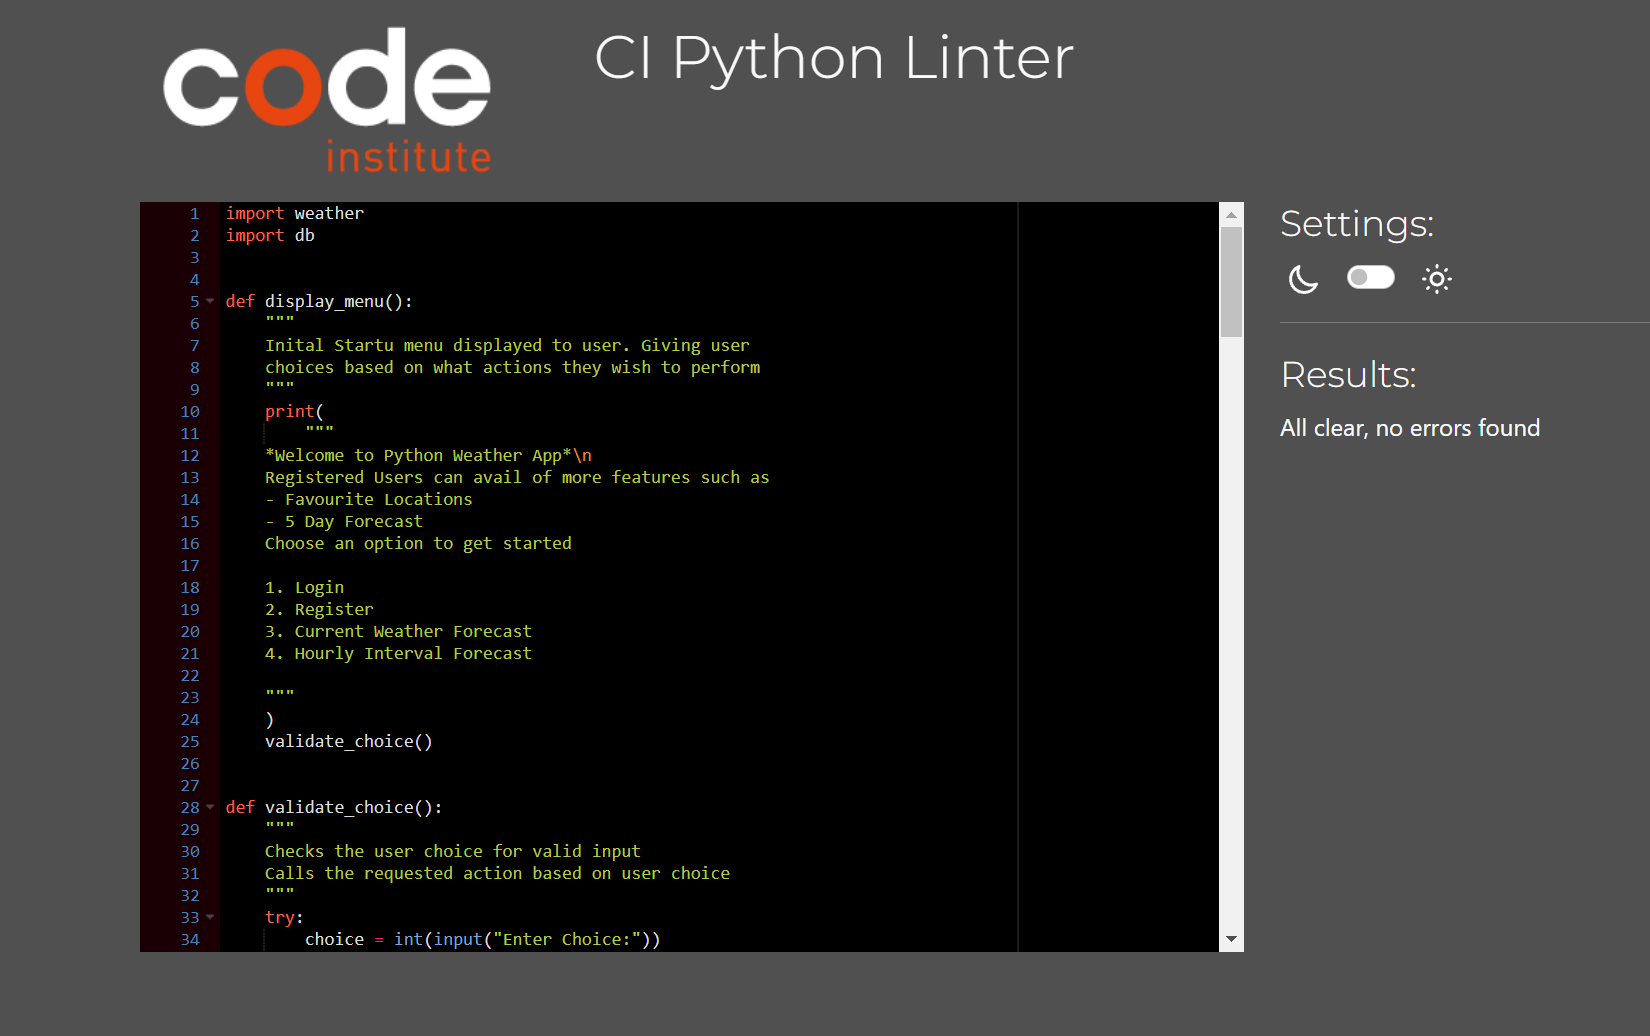 code
institute
CI Python Linter
1 import weather
2 import db
3
4
5 def display_menu():
6     """
7     Inital Startu menu displayed to user. Giving user
8     choices based on what actions they wish to perform
9     """
10     print(
11         """
12     *Welcome to Python Weather App*\n
13     Registered Users can avail of more features such as
14     - Favourite Locations
15     - 5 Day Forecast
16     Choose an option to get started
17
18     1. Login
19     2. Register
20     3. Current Weather Forecast
21     4. Hourly Interval Forecast
22
23     """
24     )
25     validate_choice()
26
27
28 def validate_choice():
29     """
30     Checks the user choice for valid input
31     Calls the requested action based on user choice
32     """
33     try:
34         choice = int(input("Enter Choice:"))
Settings:
Results:
All clear, no errors found